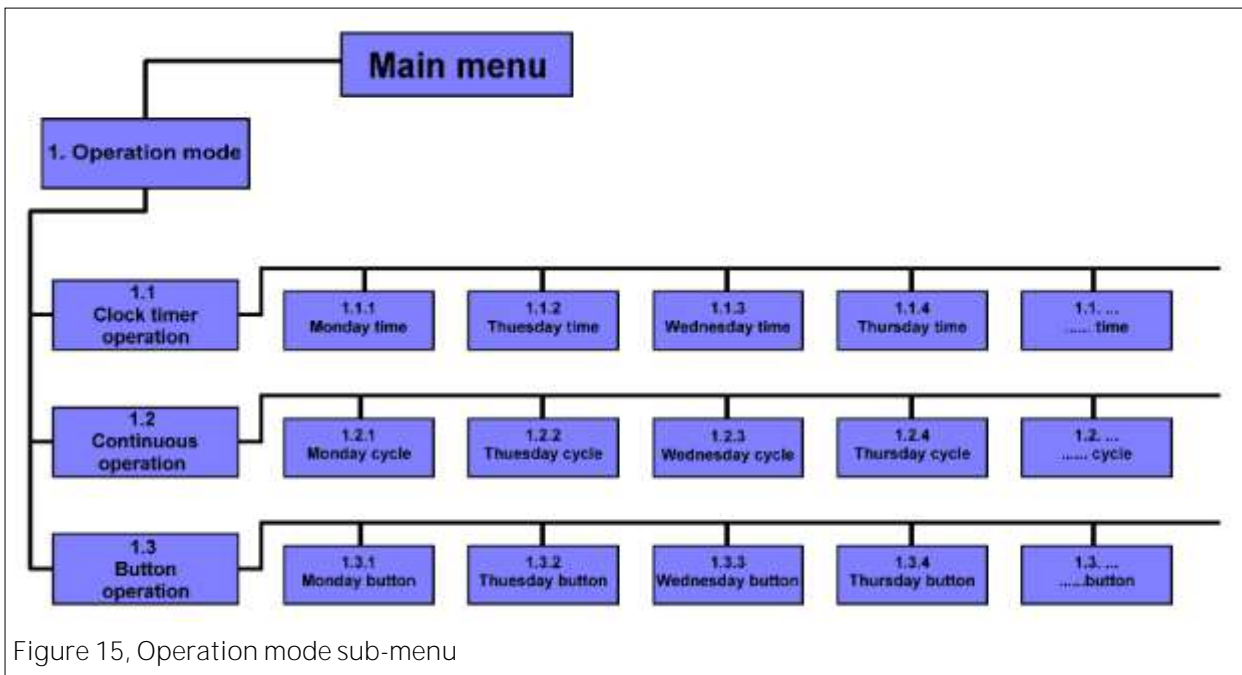 Main menu
1. Operation mode
1.1
Clock timer
operation
1.1.1
Monday time
1.1.2
Thuesday time
1.1.3
Wednesday time
1.1.4
Thursday time
1.1. ...
...... time
1.2
Continuous
operation
1.2.1
Monday cycle
1.2.2
Thuesday cycle
1.2.3
Wednesday cycle
1.2.4
Thursday cycle
1.2. ...
...... cycle
1.3
Button
operation
1.3.1
Monday button
1.3.2
Thuesday button
1.3.3
Wednesday button
1.3.4
Thursday button
1.3. ...
......button
Figure 15, Operation mode sub-menu